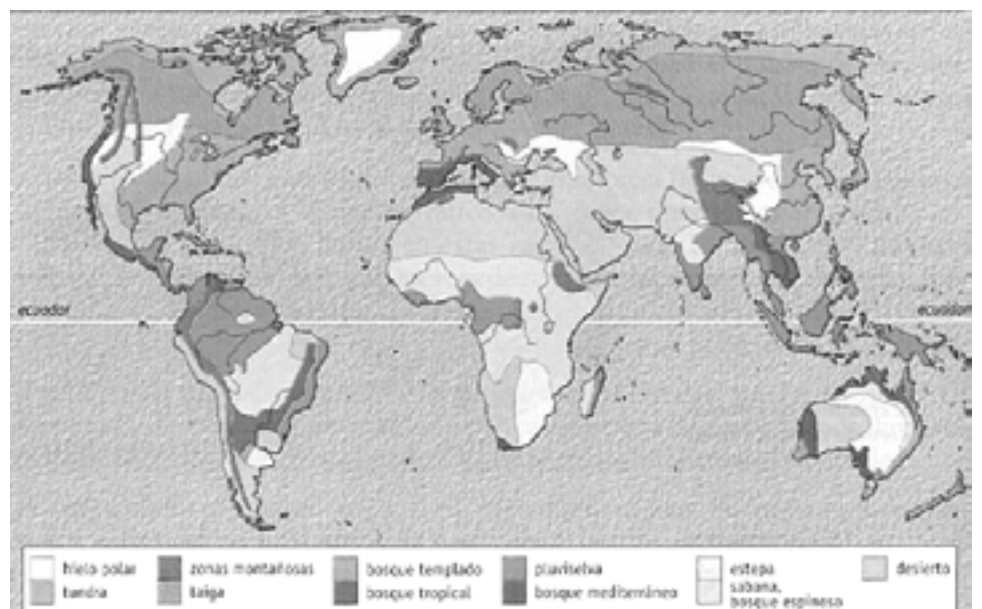 ecuador
ecuador
hielo polar
zonas montañosas
bosque templado
pluviselva
estepa
desierto
tundra
taiga
bosque tropical
bosque mediterráneo
sabana,
bosque espinoso